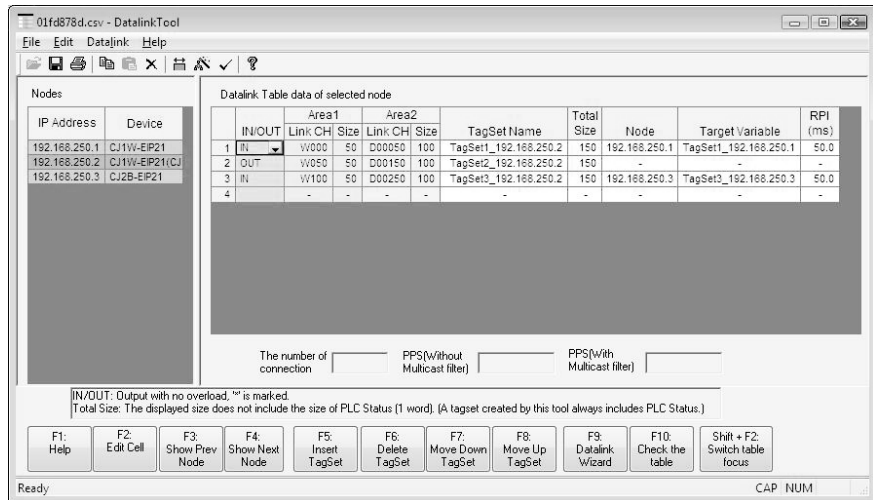 01fd878d.csv - DatalinkTool
File Edit Datalink Help
Nodes
IP Address Device
192.168.250.1 CJ1W-EIP21
192.168.250.2 CJ1W-EIP21(CJ
192.168.250.3 CJ2B-EIP21
Datalink Table data of selected node
Area1 Area2 Total RPI
IN/OUT Link CH Size Link CH Size TagSet Name Size Node Target Variable (ms)
1 IN W000 50 D00050 100 TagSet1_192.168.250.2 150 192.168.250.1 TagSet1_192.168.250.1 50.0
2 OUT W050 50 D00150 100 TagSet2_192.168.250.2 150 - - -
3 IN W100 50 D00250 100 TagSet3_192.168.250.2 150 192.168.250.3 TagSet3_192.168.250.3 50.0
4 - - - - - - - - -
The number of connection
PPS(Without Multicast filter)
PPS(With Multicast filter)
IN/OUT: Output with no overload, '*' is marked.
Total Size: The displayed size does not include the size of PLC Status (1 word). (A tagset created by this tool always includes PLC Status.)
F1: Help
F2: Edit Cell
F3: Show Prev Node
F4: Show Next Node
F5: Insert TagSet
F6: Delete TagSet
F7: Move Down TagSet
F8: Move Up TagSet
F9: Datalink Wizard
F10: Check the table
Shift + F2: Switch table focus
Ready CAP NUM